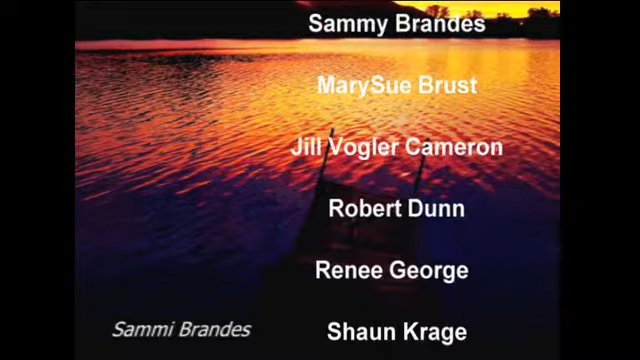 Sammy Brandes
MarySue Brust
Jill Vogler Cameron
Robert Dunn
Renee George
Shaun Krage
Sammi Brandes